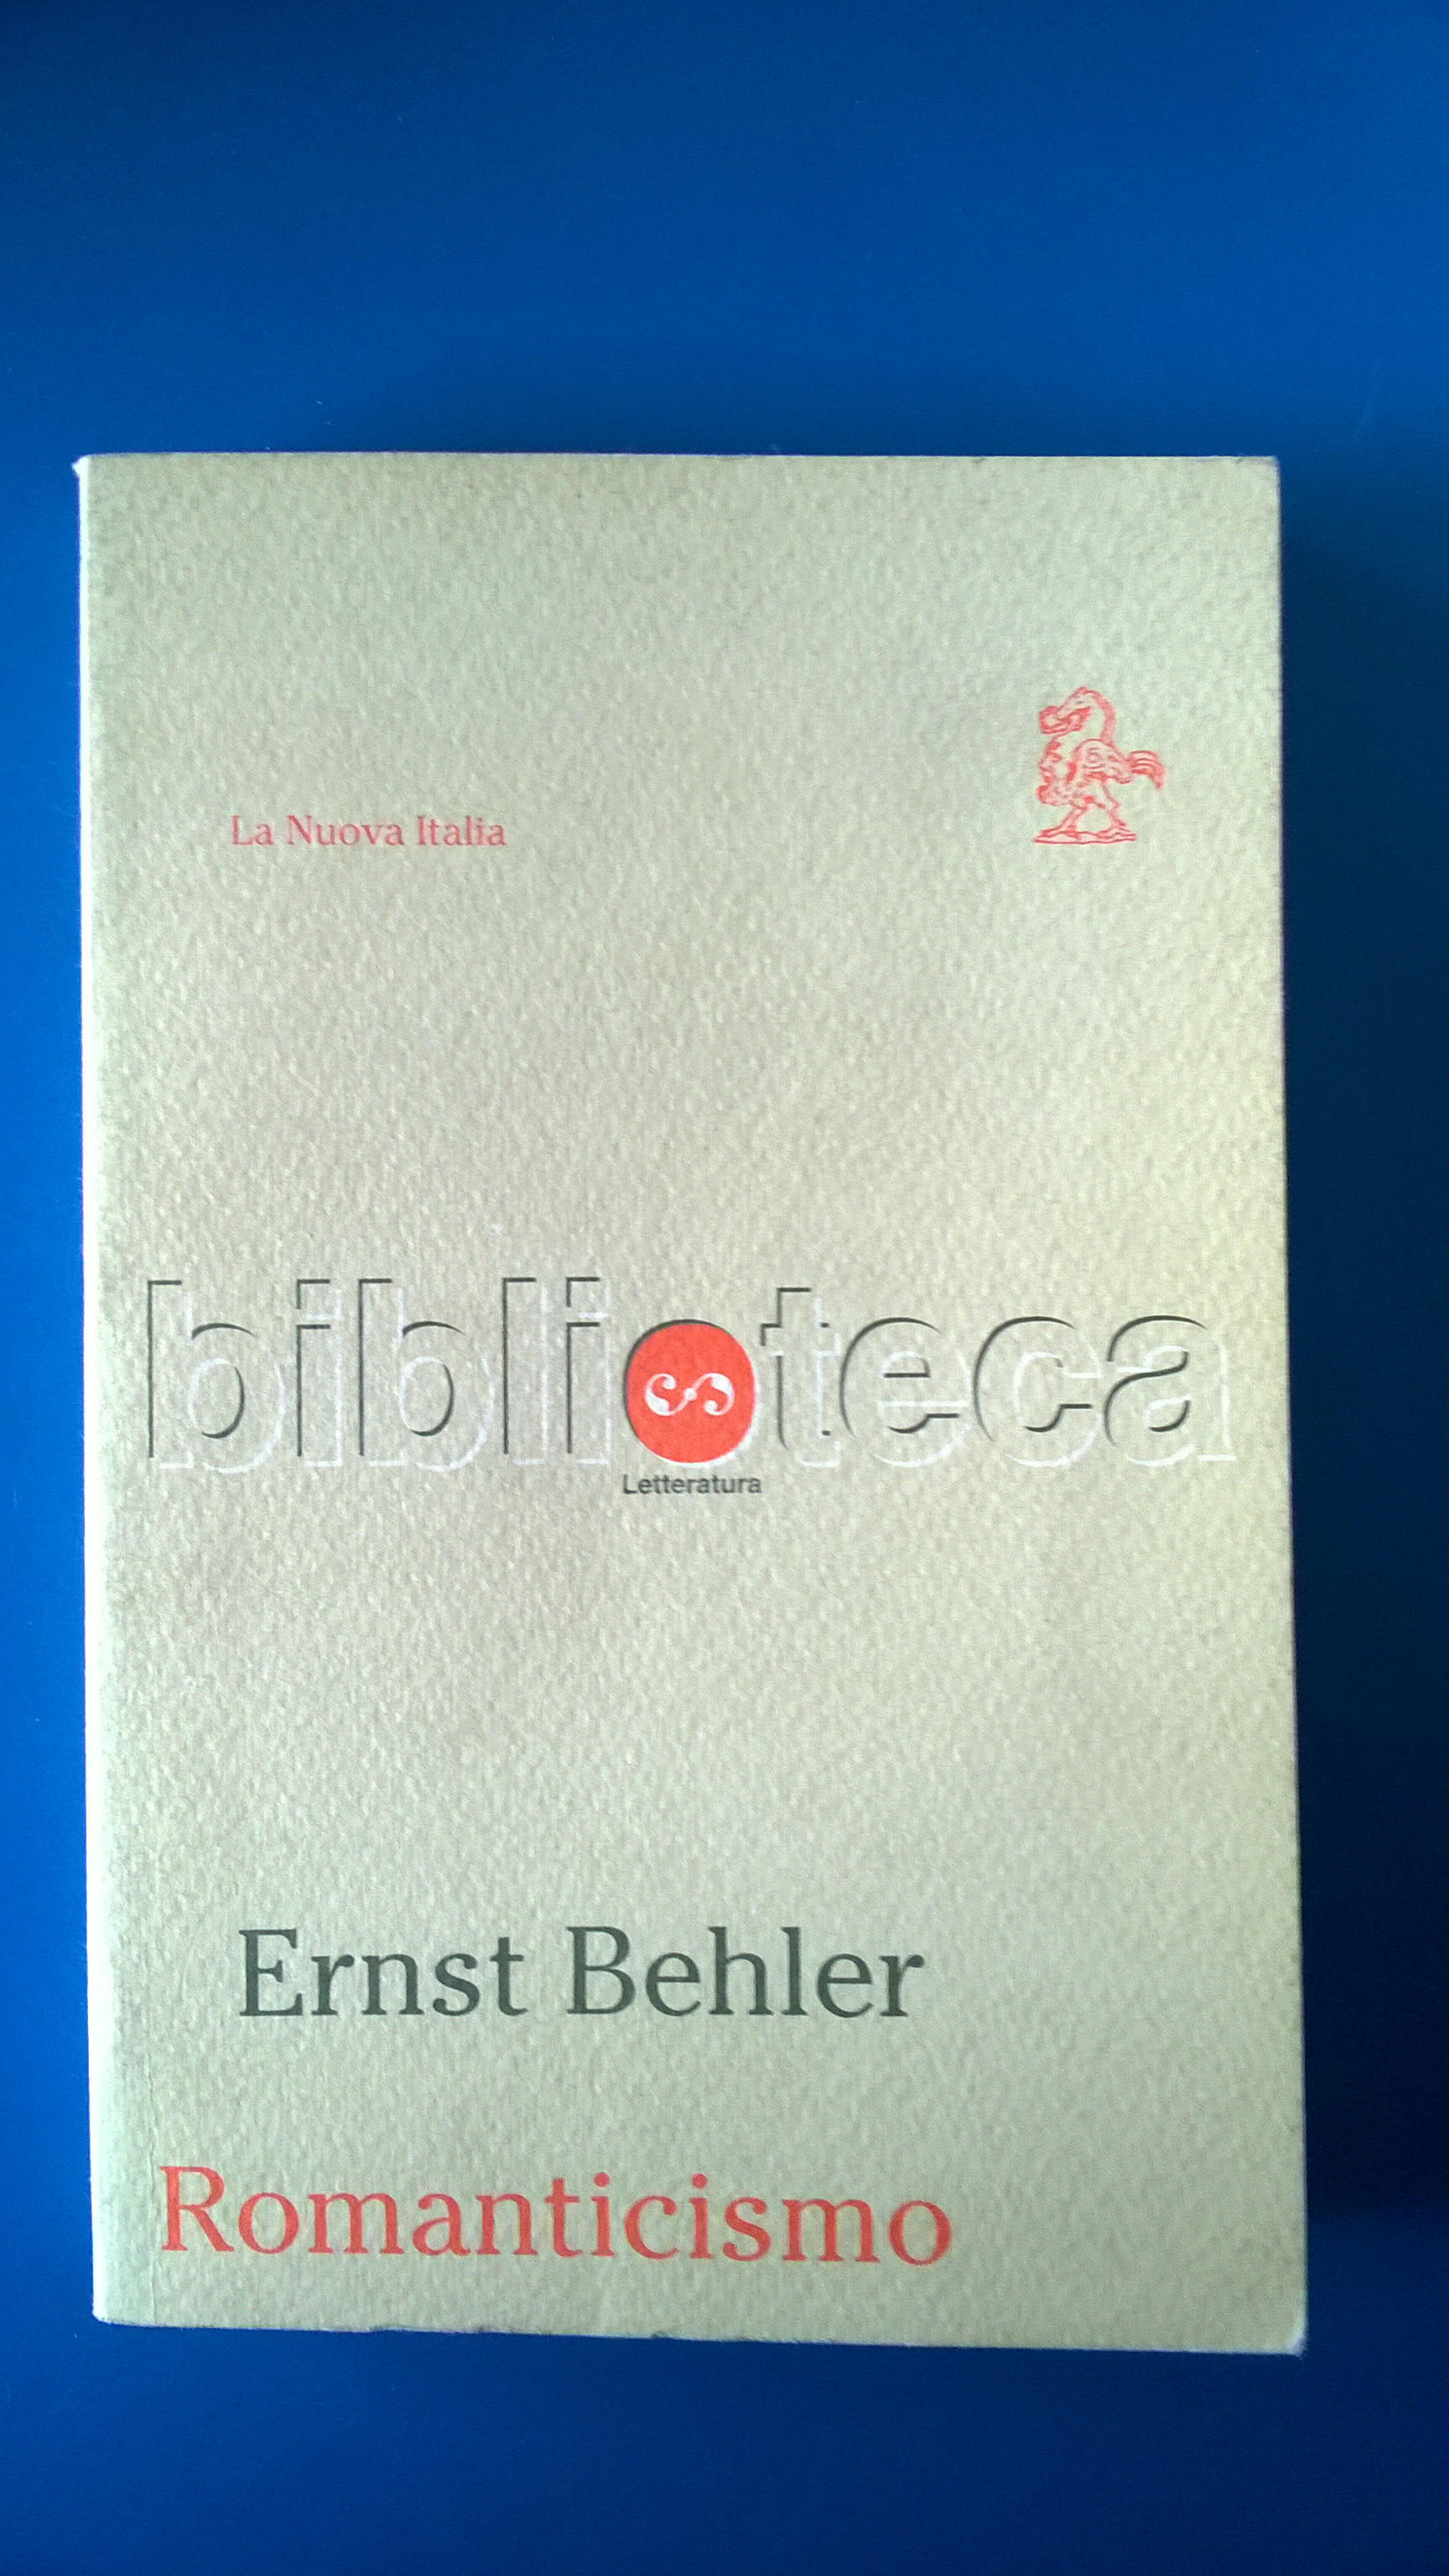 La Nuova Italia
biblioteca
Letteratura
Ernst Behler
Romanticismo